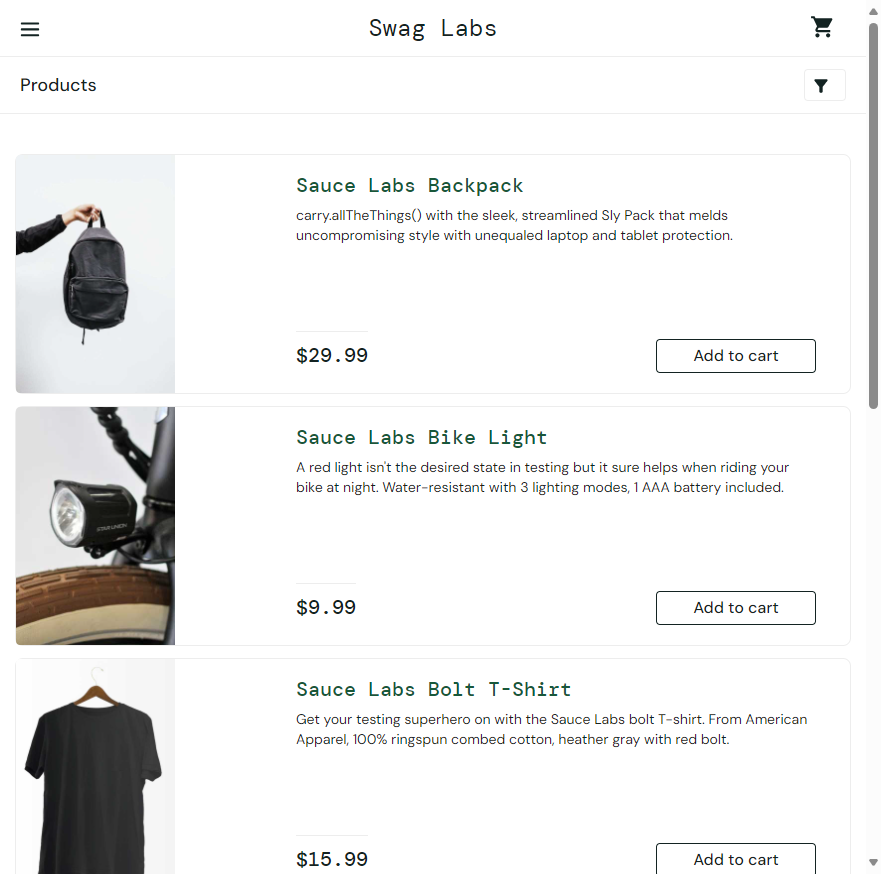 Swag Labs
Products
Sauce Labs Backpack
carry.allTheThings() with the sleek, streamlined Sly Pack that melds
uncompromising style with unequaled laptop and tablet protection.
$29.99
Add to cart
Sauce Labs Bike Light
A red light isn't the desired state in testing but it sure helps when riding your
bike at night. Water-resistant with 3 lighting modes, 1 AAA battery included.
$9.99
Add to cart
Sauce Labs Bolt T-Shirt
Get your testing superhero on with the Sauce Labs bolt T-shirt. From American
Apparel, 100% ringspun combed cotton, heather gray with red bolt.
$15.99
Add to cart